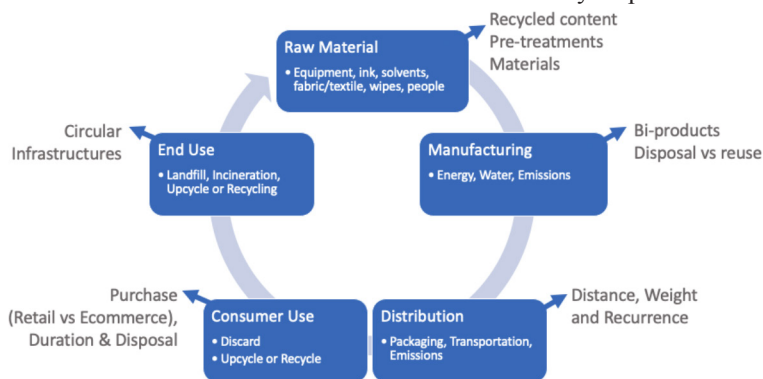 Recycled content
Pre-treatments
Materials
Raw Material
• Equipment, ink, solvents,
fabric/textile, wipes, people
Circular
Infrastructures
End Use
• Landfill, Incineration,
Upcycle or Recycling
Manufacturing
• Energy, Water, Emissions
Bi-products
Disposal vs reuse
Purchase
(Retail vs Ecommerce),
Duration & Disposal
Consumer Use
• Discard
• Upcycle or Recycle
Distribution
• Packaging, Transportation,
Emissions
Distance, Weight
and Recurrence